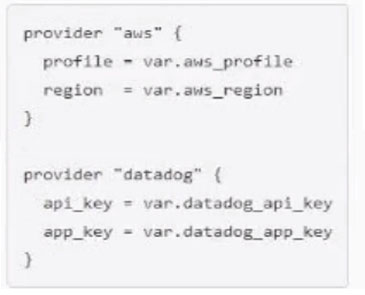 provider "aws" {
  profile = var.aws_profile
  region  = var.aws_region
}

provider "datadog" {
  api_key = var.datadog_api_key
  app_key = var.datadog_app_key
}